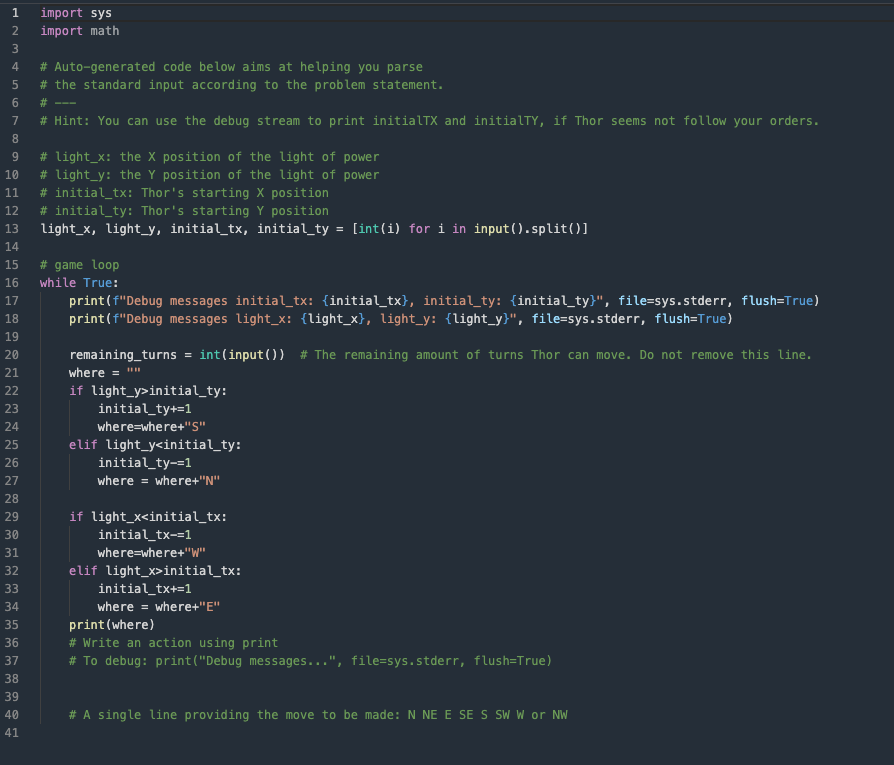 1 import sys
2 import math
3
4 # Auto-generated code below aims at helping you parse
5 # the standard input according to the problem statement.
6 # ---
7 # Hint: You can use the debug stream to print initialTX and initialTY, if Thor seems not follow your orders.
8
9 # light_x: the X position of the light of power
10 # light_y: the Y position of the light of power
11 # initial_tx: Thor's starting X position
12 # initial_ty: Thor's starting Y position
13 light_x, light_y, initial_tx, initial_ty = [int(i) for i in input().split()]
14
15 # game loop
16 while True:
17     print(f"Debug messages initial_tx: {initial_tx}, initial_ty: {initial_ty}", file=sys.stderr, flush=True)
18     print(f"Debug messages light_x: {light_x}, light_y: {light_y}", file=sys.stderr, flush=True)
19
20     remaining_turns = int(input())  # The remaining amount of turns Thor can move. Do not remove this line.
21     where = ""
22     if light_y>initial_ty:
23         initial_ty+=1
24         where=where+"S"
25     elif light_y<initial_ty:
26         initial_ty-=1
27         where = where+"N"
28
29     if light_x<initial_tx:
30         initial_tx-=1
31         where=where+"W"
32     elif light_x>initial_tx:
33         initial_tx+=1
34         where = where+"E"
35     print(where)
36     # Write an action using print
37     # To debug: print("Debug messages...", file=sys.stderr, flush=True)
38
39
40     # A single line providing the move to be made: N NE E SE S SW W or NW
41